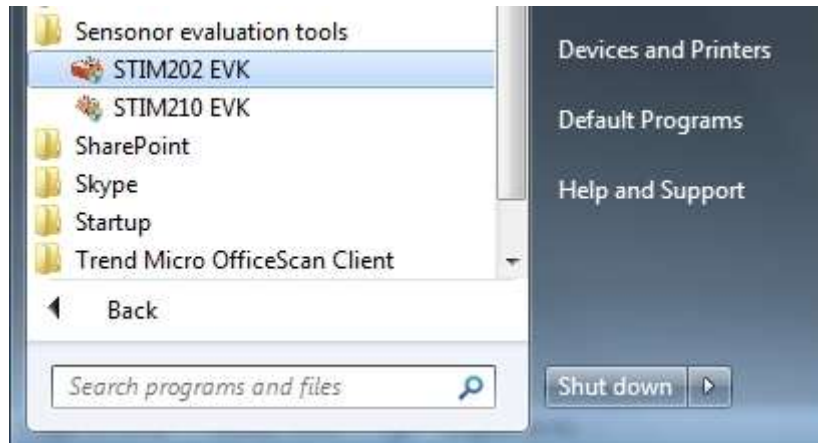 Sensonor evaluation tools
STIM202 EVK
STIM210 EVK
SharePoint
Skype
Startup
Trend Micro OfficeScan Client
Back
Search programs and files
Devices and Printers
Default Programs
Help and Support
Shut down